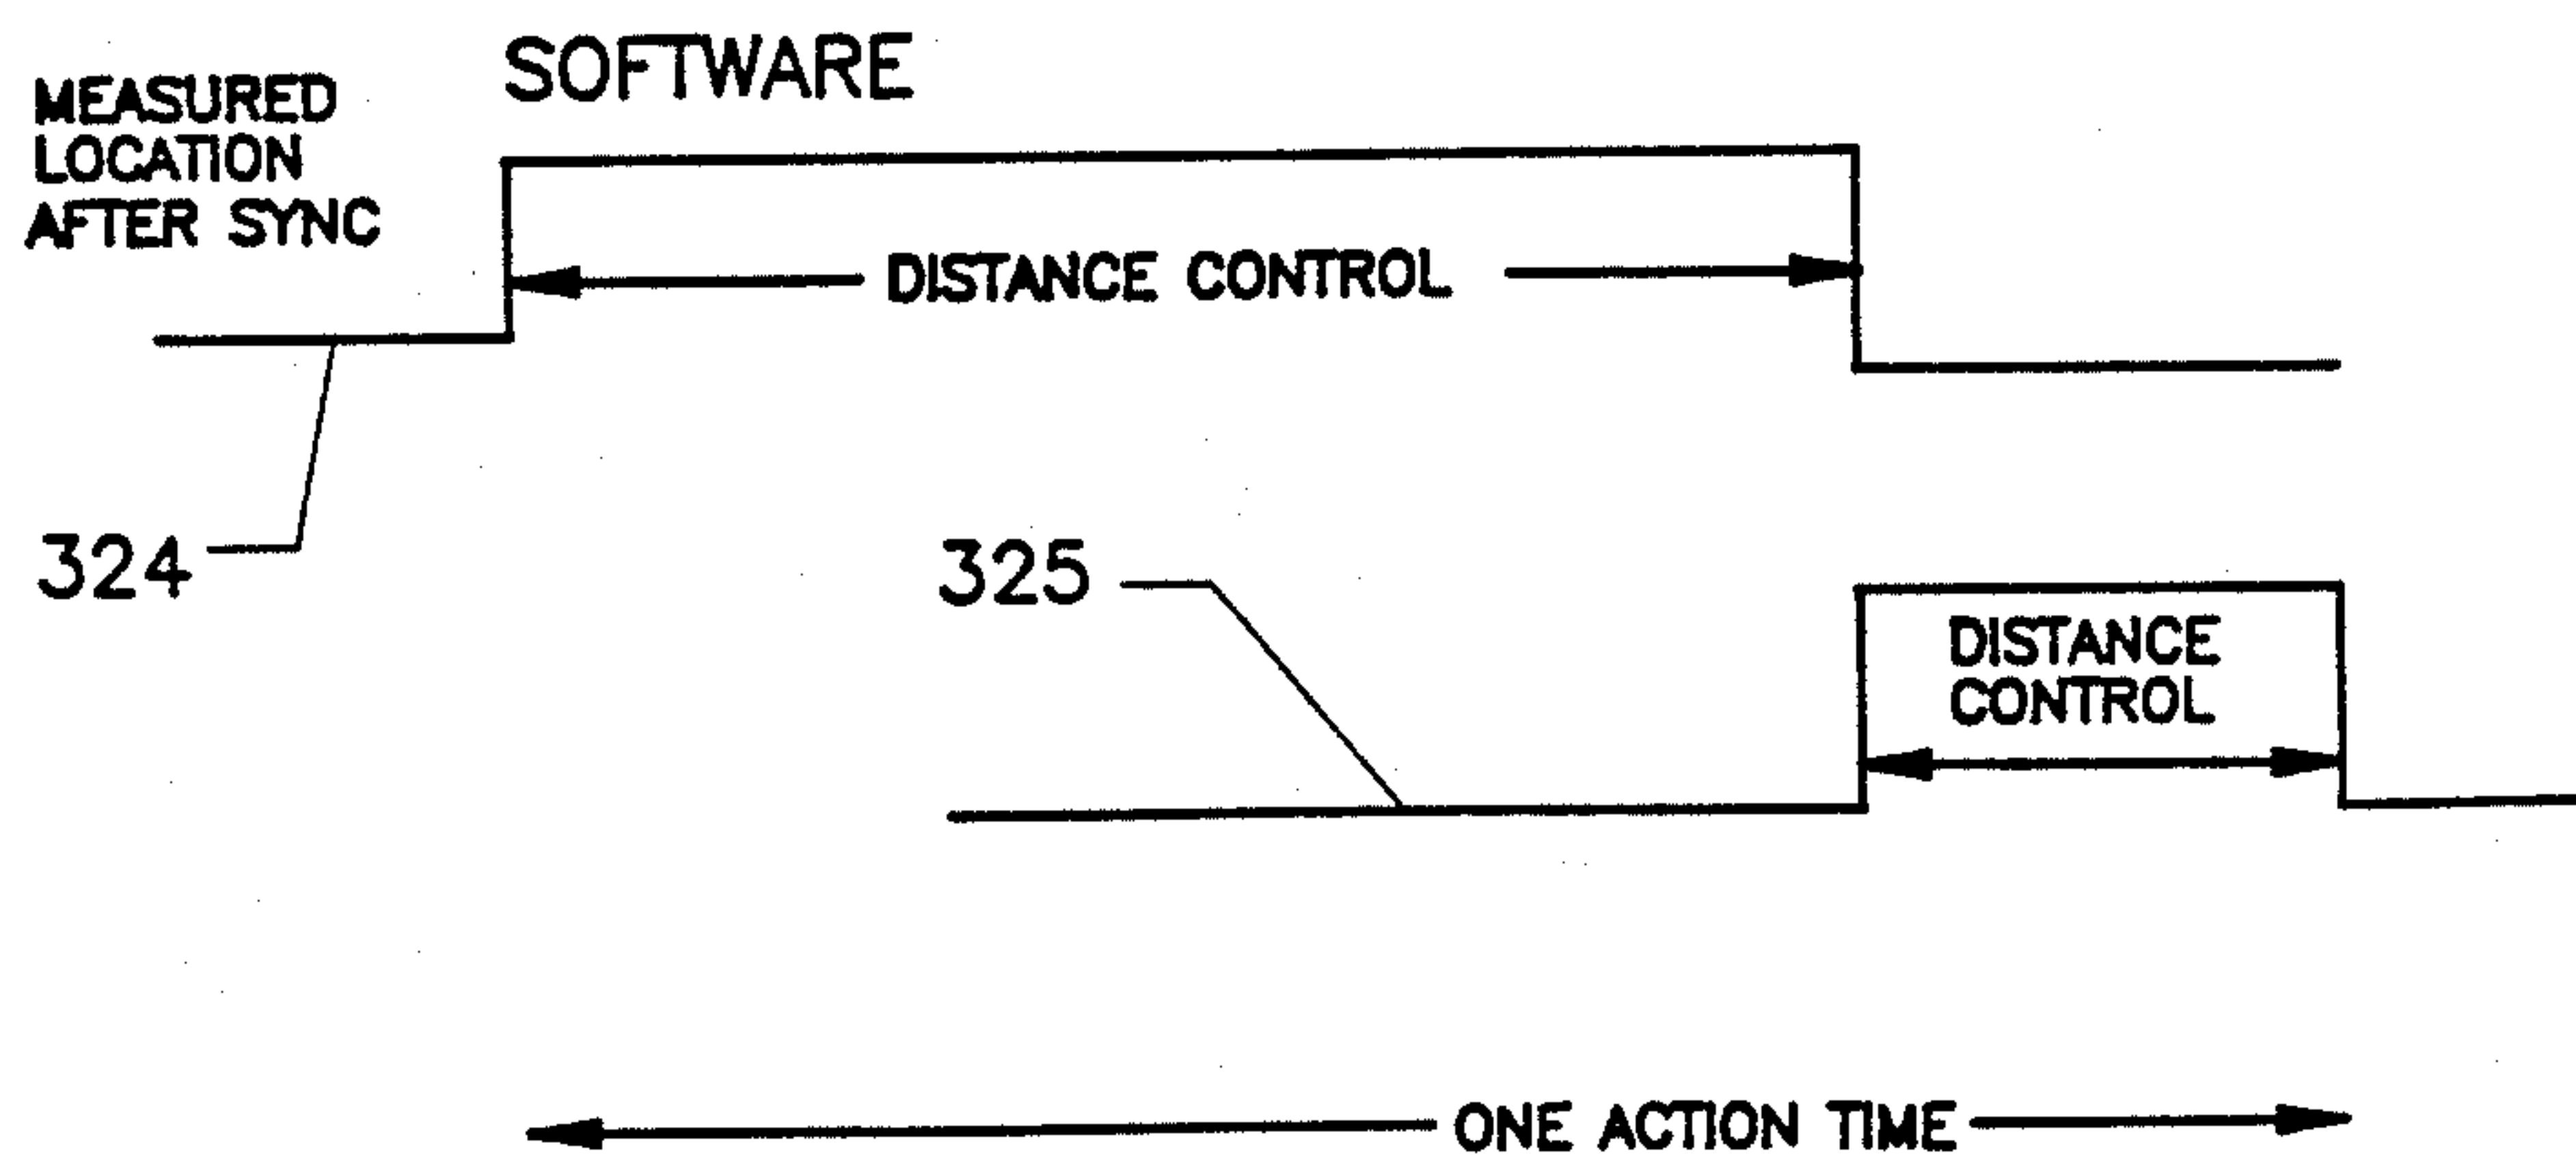 SOFTWARE
MEASURED
LOCATION
AFTER SYNC
DISTANCE CONTROL
324
325
DISTANCE
CONTROL
ONE ACTION TIME